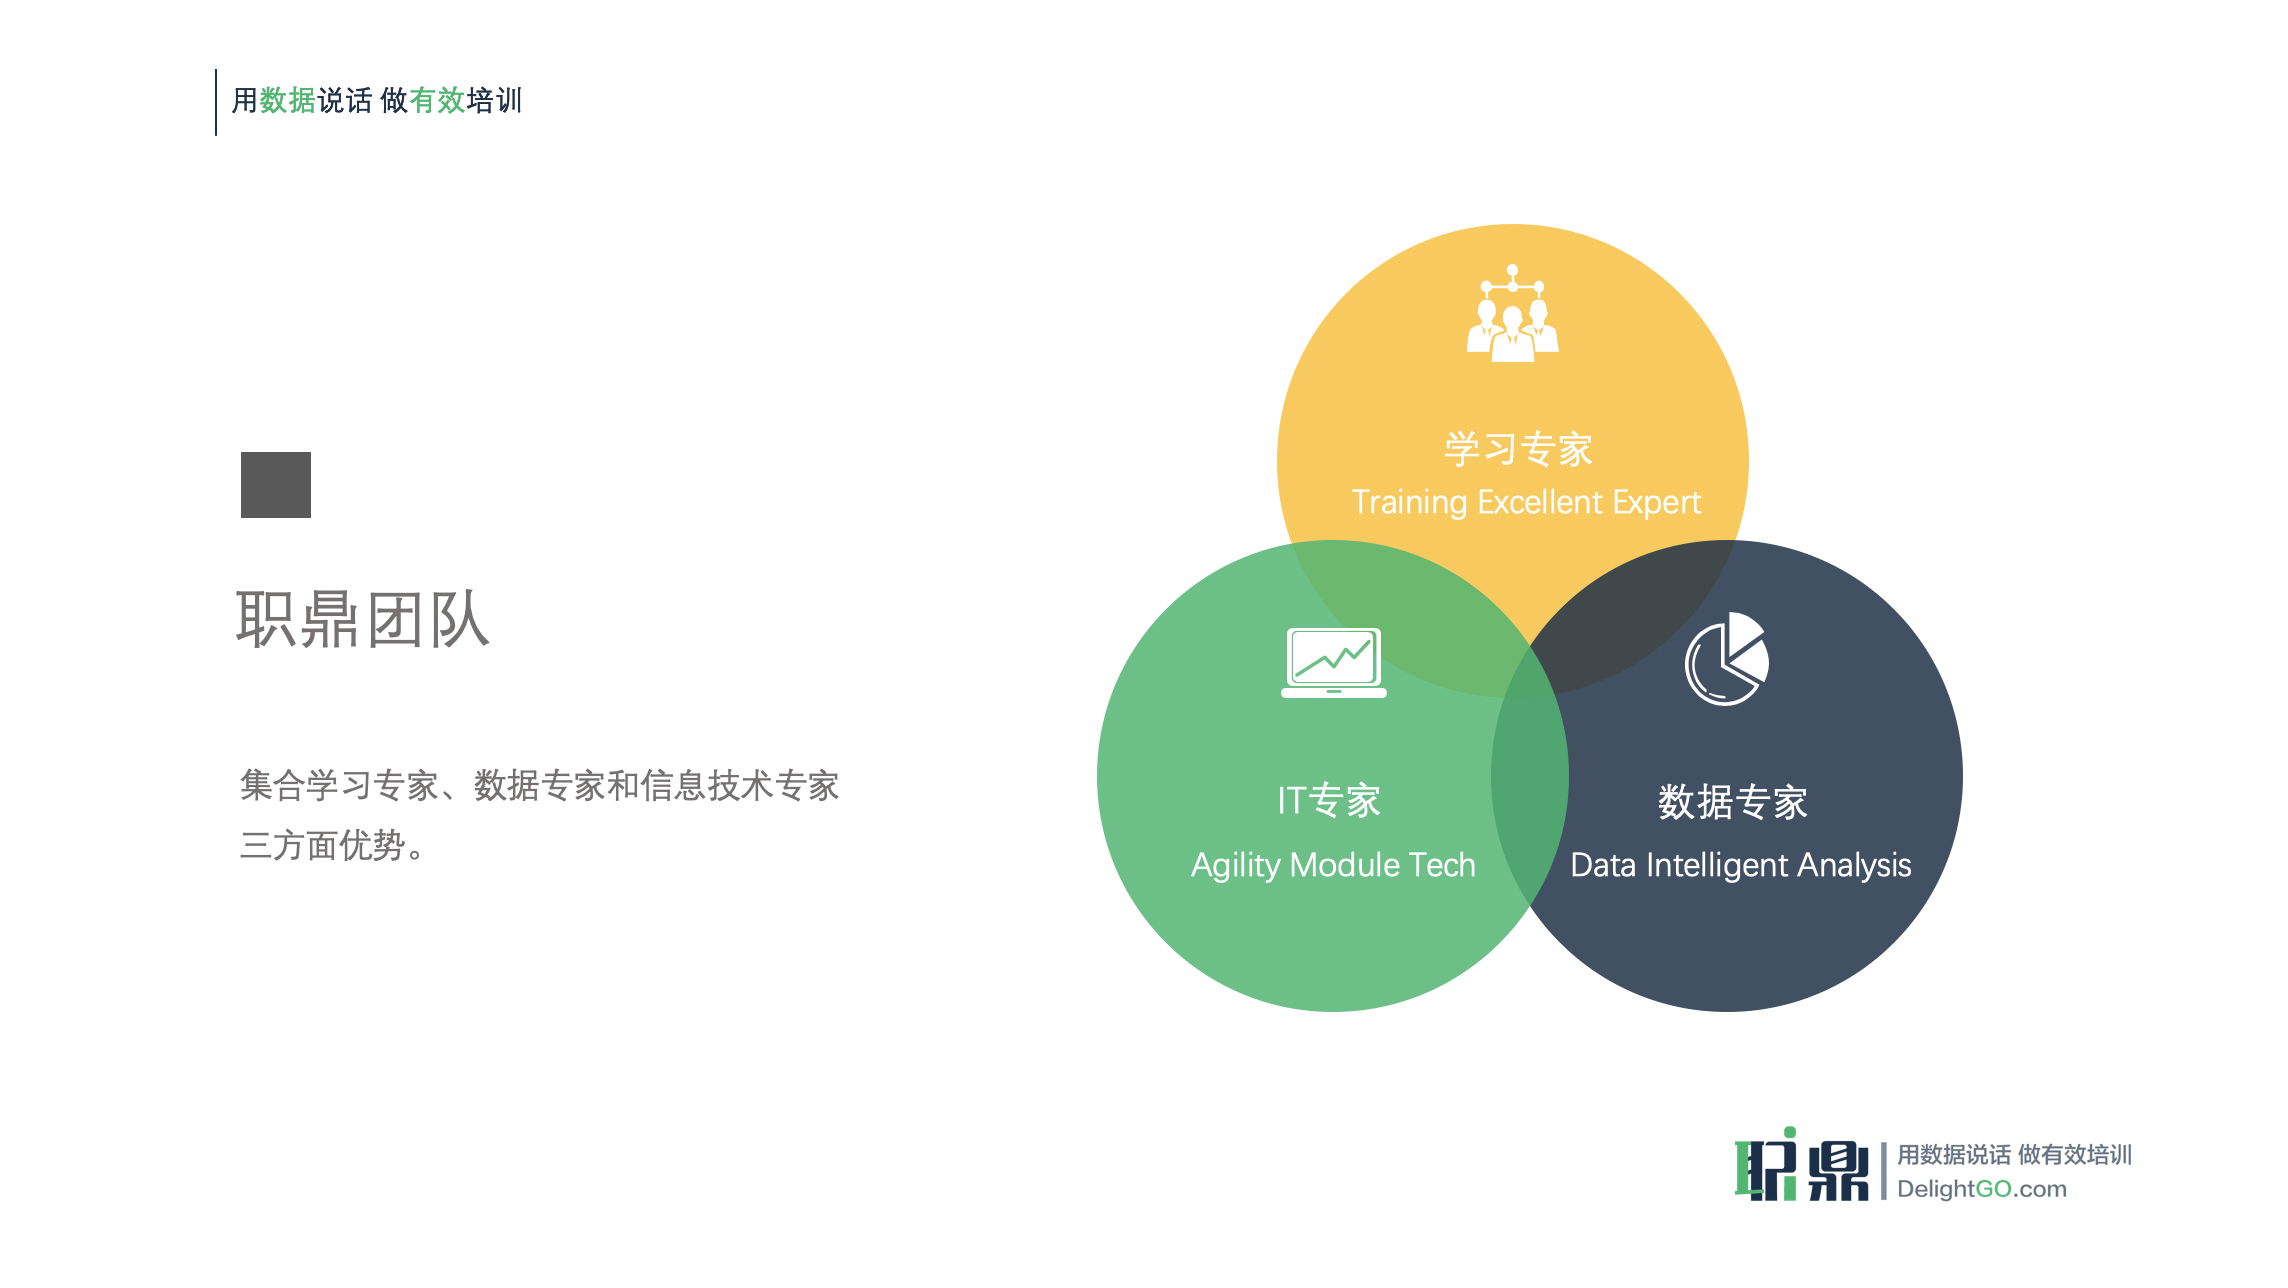 用数据说话 做有效培训
职鼎团队
集合学习专家、数据专家和信息技术专家
三方面优势。
学习专家
Training Excellent Expert
IT专家
Agility Module Tech
数据专家
Data Intelligent Analysis
职鼎
用数据说话 做有效培训
DelightGO.com